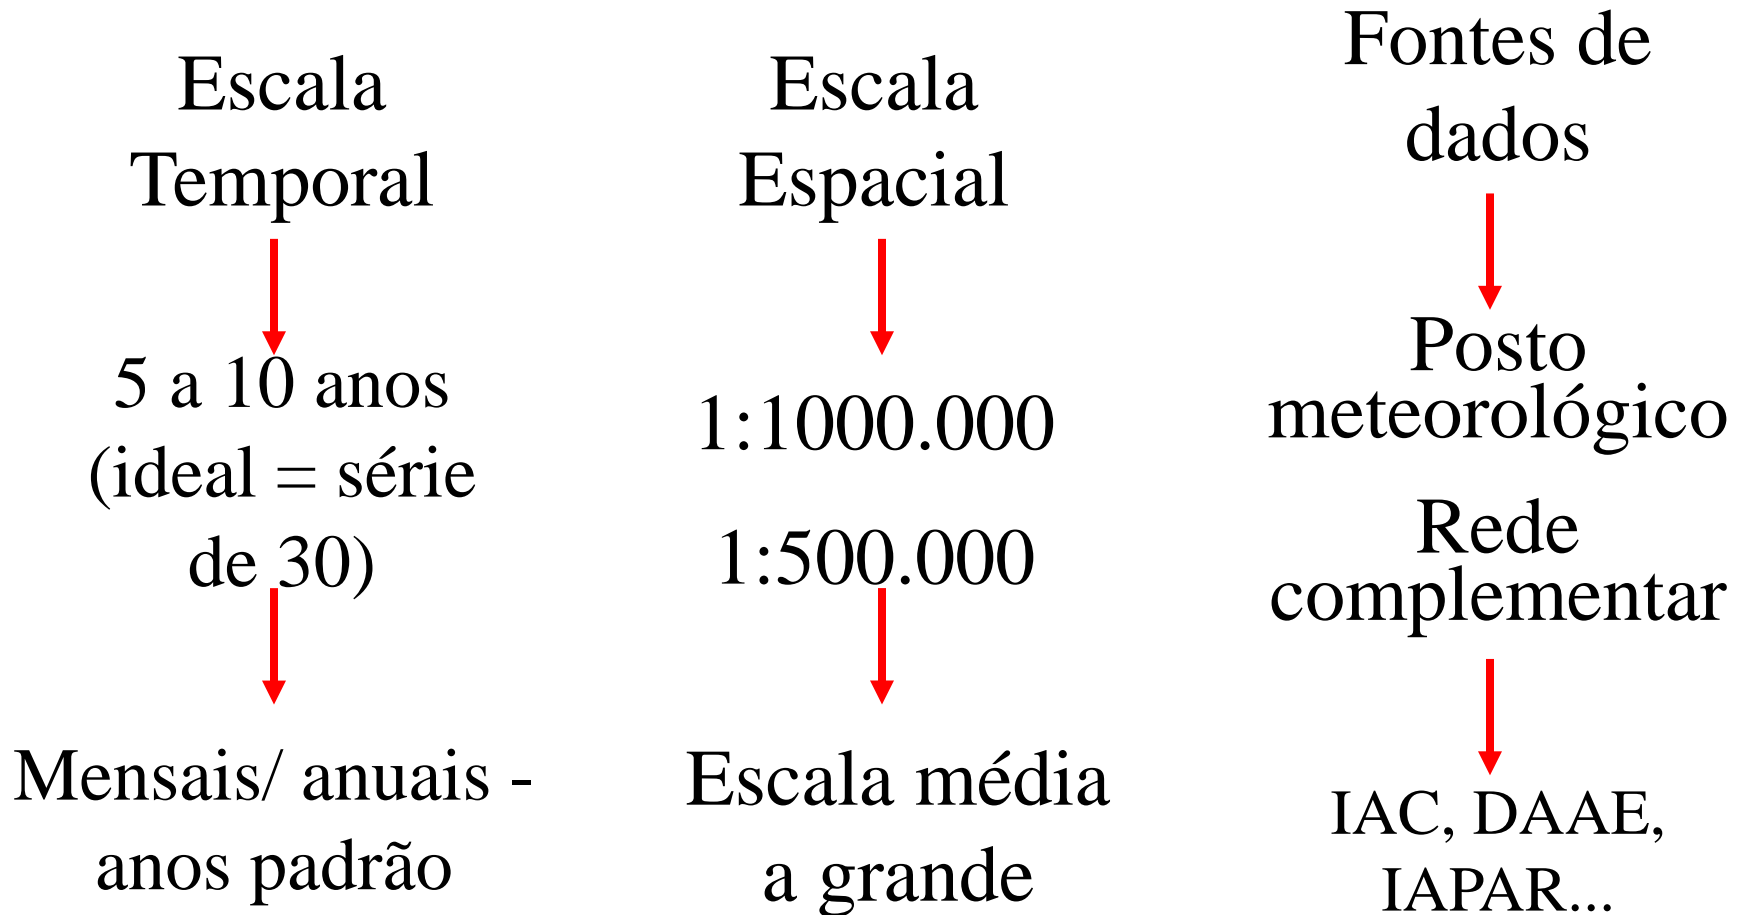 Escala
Temporal
5 a 10 anos
(ideal = série
de 30)
Mensais/ anuais -
anos padrão
Escala
Espacial
1:1000.000
1:500.000
Escala média
a grande
Fontes de
dados
Posto
meteorológico
Rede
complementar
IAC, DAAE,
IAPAR...